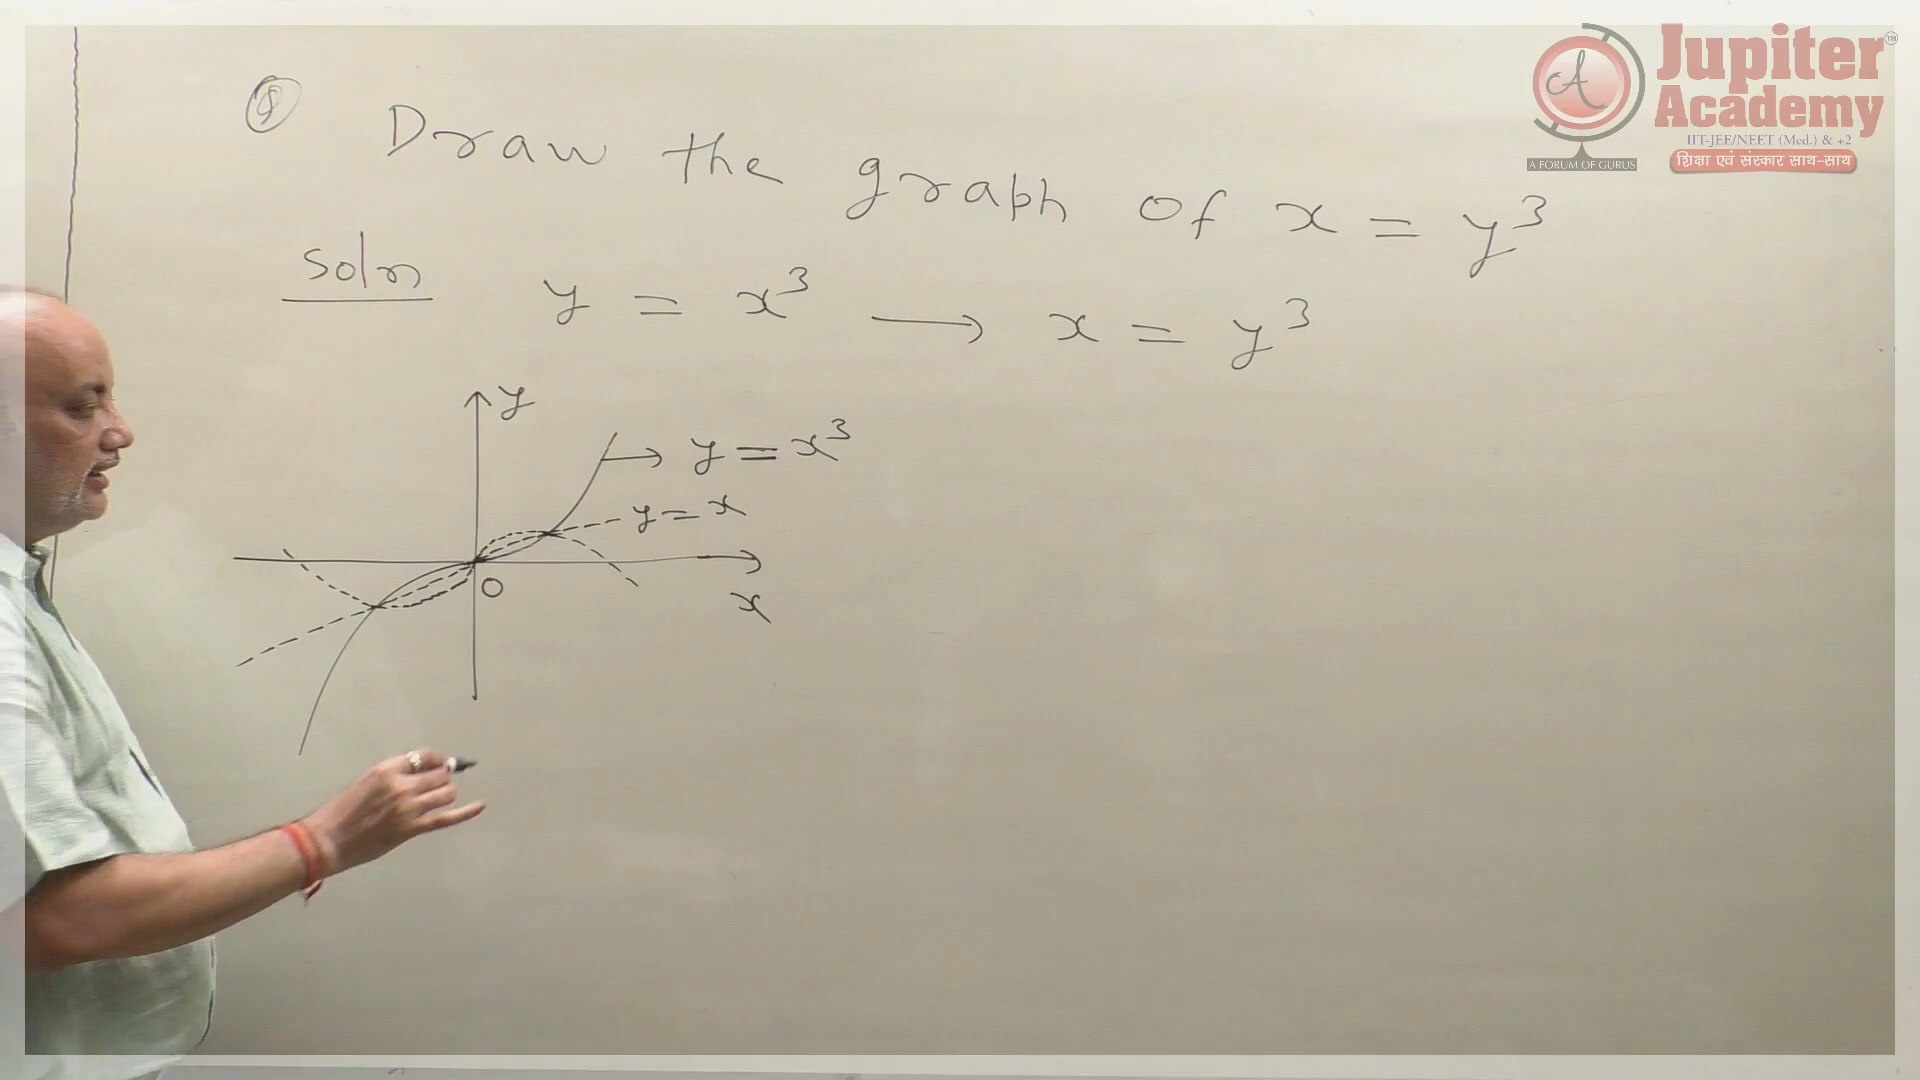 Jupiter
Academy
TM
IIT-JEE/NEET (Med.) & +2
A FORUM OF GURUS
शिक्षा एवं संस्कार साथ-साथ
Draw the graph of x = y³
Soln y = x³ → x = y³
y
→ y = x³
y = x
O
x